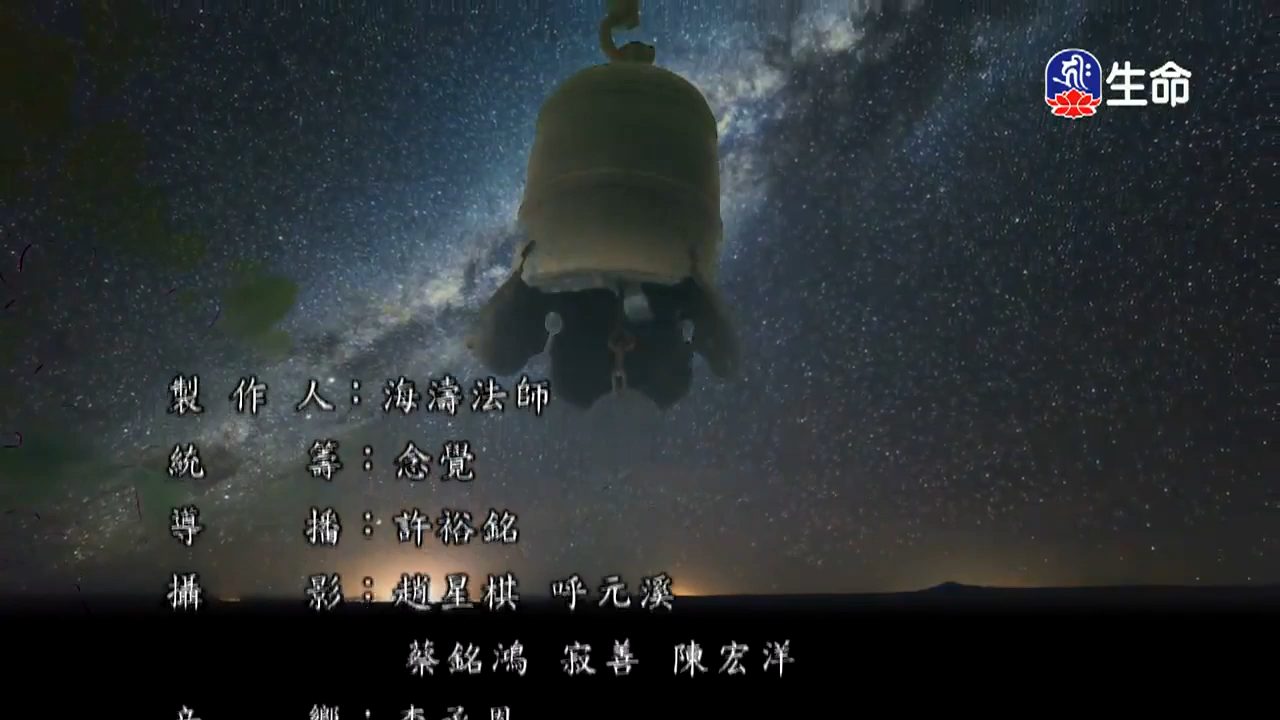 生命
製作人：海濤法師
統籌：念覺
導播：許裕銘
攝影：趙星棋 呼元溪
蔡銘鴻 寂善 陳宏洋